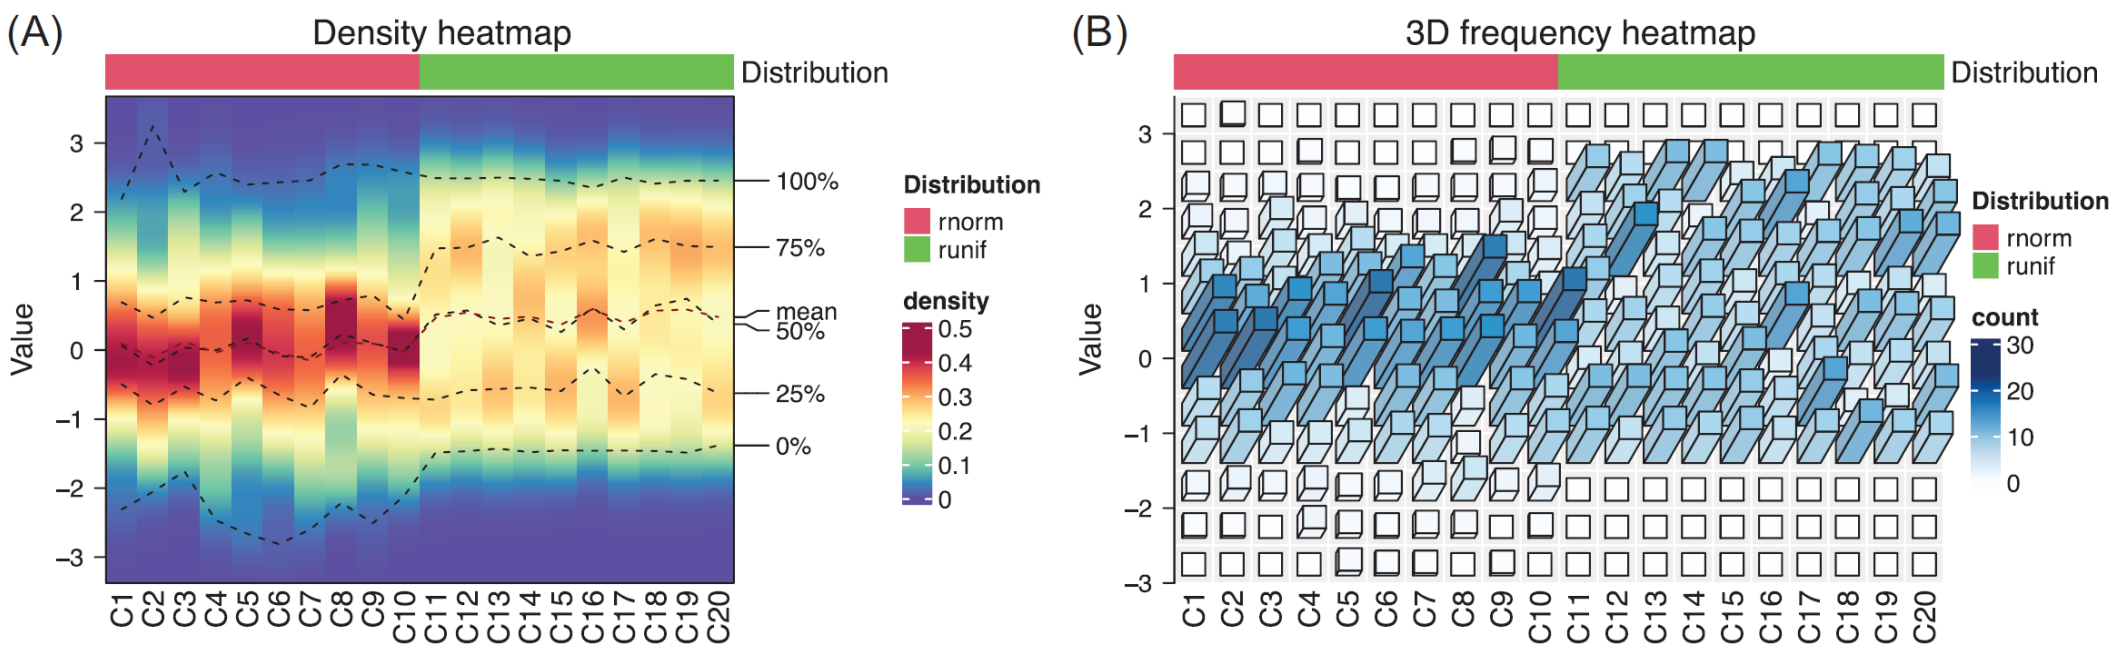 (A)
Density heatmap
Distribution
Value
3
2
1
0
−1
−2
−3
100%
75%
mean
50%
25%
0%
C1 C2 C3 C4 C5 C6 C7 C8 C9 C10 C11 C12 C13 C14 C15 C16 C17 C18 C19 C20
Distribution
rnorm
runif
density
0.5
0.4
0.3
0.2
0.1
0
(B)
3D frequency heatmap
Distribution
Value
3
2
1
0
−1
−2
−3
C1 C2 C3 C4 C5 C6 C7 C8 C9 C10 C11 C12 C13 C14 C15 C16 C17 C18 C19 C20
Distribution
rnorm
runif
count
30
20
10
0